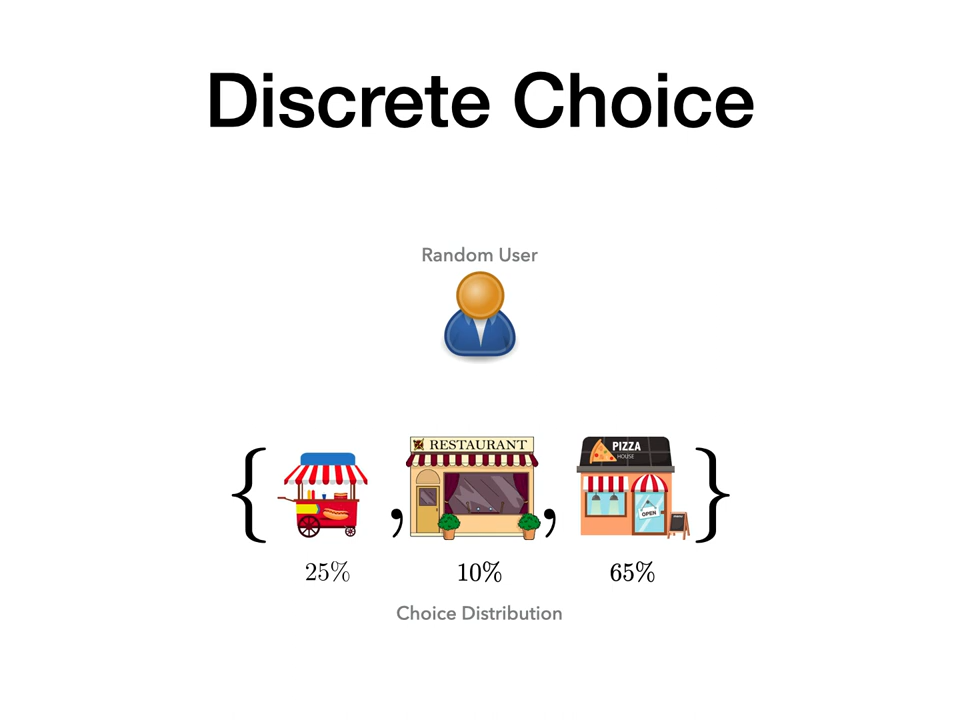 Discrete Choice
Random User
{ , , }
RESTAURANT
PIZZA
HOUSE
OPEN
25% 10% 65%
Choice Distribution